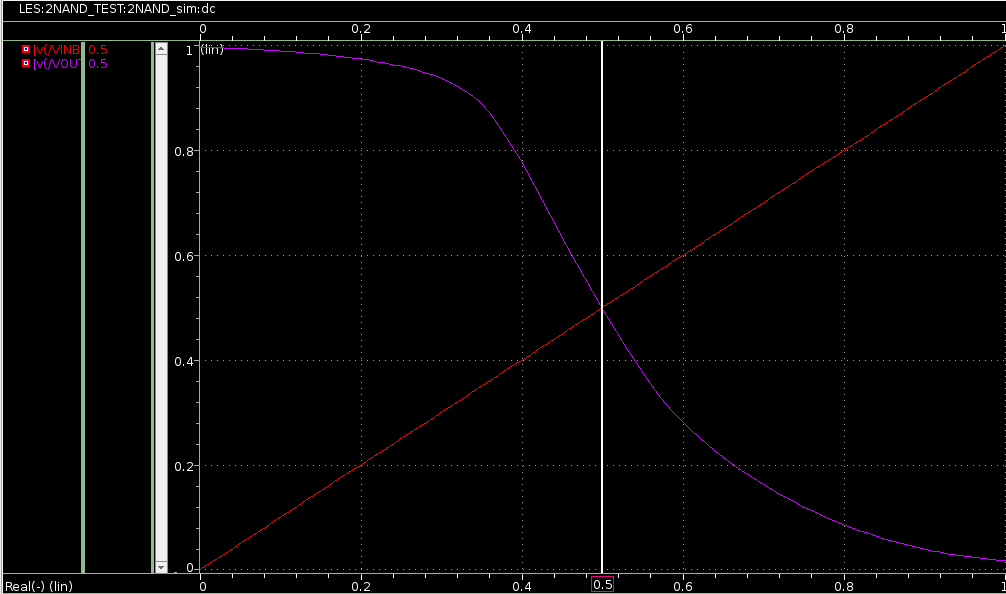 LES:2NAND_TEST:2NAND_sim:dc
0 0.2 0.4 0.6 0.8 1
[v(/VINB 0.5
[v(/VOUT 0.5
1 (lin)
0.8
0.6
0.4
0.2
0
Real(-) (lin)
0 0.2 0.4 0.5 0.6 0.8 1